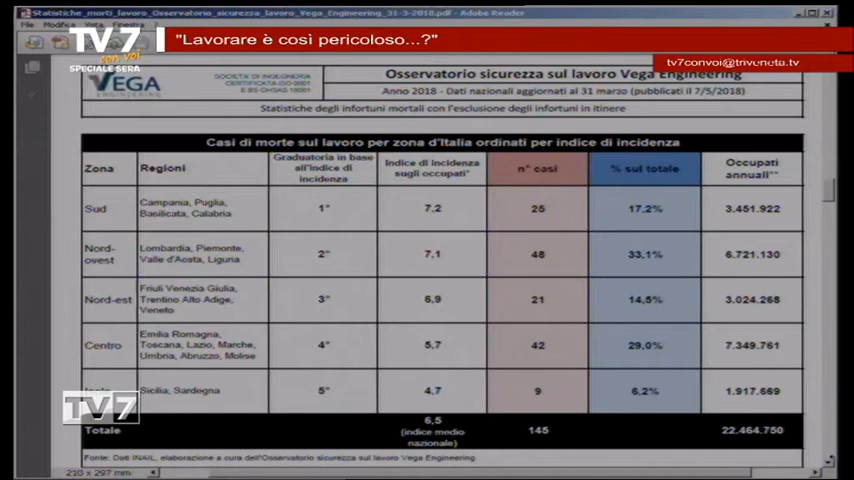 Statistiche_morti_lavoro_Osservatorio_sicurezza_lavoro_Vega_Engineering_31-3-2018.pdf - Adobe Reader
File Modifica Vista Finestra
TV7
con voi
SPECIALE SERA
"Lavorare è così pericoloso...?"
tv7convoi@triveneta.tv
VEGA
ENGINEERING
SOCIETÀ DI INGEGNERIA
CERTIFICATA ISO 9001
E BS OHSAS 18001
Osservatorio sicurezza sul lavoro Vega Engineering
Anno 2018 - Dati nazionali aggiornati al 31 marzo (pubblicati il 7/5/2018)
Statistiche degli infortuni mortali con l'esclusione degli infortuni in itinere
Casi di morte sul lavoro per zona d'Italia ordinati per indice di incidenza
Zona
Regioni
Graduatoria in base
all'indice di
incidenza
Indice di incidenza
sugli occupati*
n° casi
% sul totale
Occupati
annuali**
Sud
Campania, Puglia,
Basilicata, Calabria
1°
7,2
25
17,2%
3.451.922
Nord-
ovest
Lombardia, Piemonte,
Valle d'Aosta, Liguria
2°
7,1
48
33,1%
6.721.130
Nord-est
Friuli Venezia Giulia,
Trentino Alto Adige,
Veneto
3°
6,9
21
14,5%
3.024.268
Centro
Emilia Romagna,
Toscana, Lazio, Marche,
Umbria, Abruzzo, Molise
4°
5,7
42
29,0%
7.349.761
Sicilia, Sardegna
5°
4,7
9
6,2%
1.917.669
TV7
Totale
6,5
(indice medio
nazionale)
145
22.464.750
Fonte: Dati INAIL, elaborazione a cura dell'Osservatorio sicurezza sul lavoro Vega Engineering
210 x 297 mm